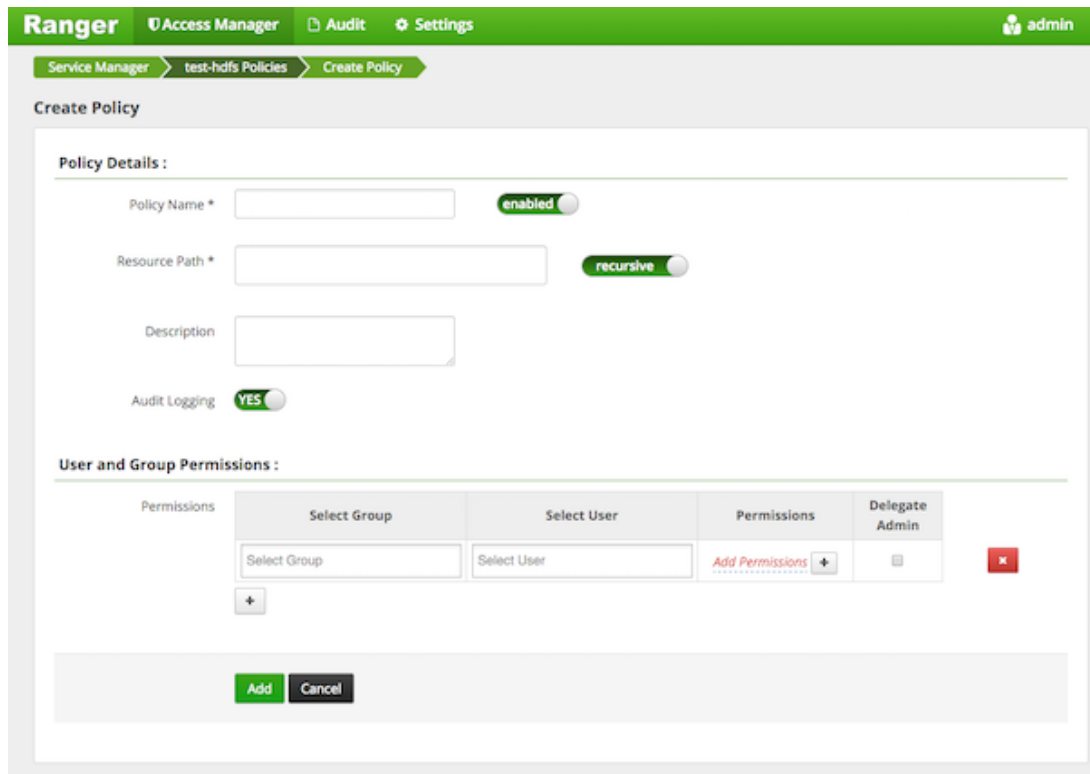 Ranger Access Manager Audit Settings admin
Service Manager test-hdfs Policies Create Policy
Create Policy
Policy Details :
Policy Name * enabled
Resource Path * recursive
Description
Audit Logging YES
User and Group Permissions :
Permissions Select Group Select User Permissions Delegate Admin
Select Group Select User Add Permissions +
+
Add Cancel